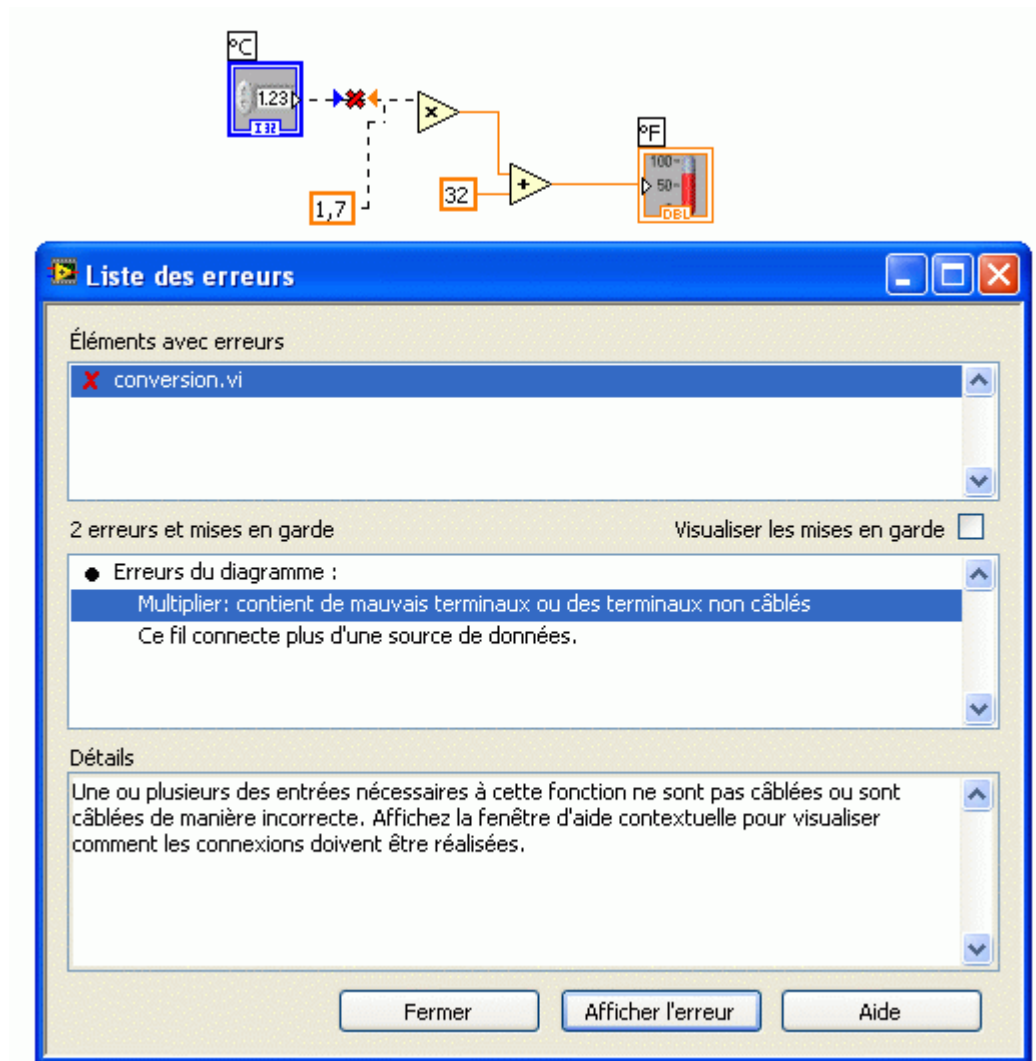 °C
1.23
I32
1,7
32
°F
100
50
DBL
Liste des erreurs
Éléments avec erreurs
conversion.vi
2 erreurs et mises en garde
Visualiser les mises en garde
Erreurs du diagramme :
Multiplier: contient de mauvais terminaux ou des terminaux non câblés
Ce fil connecte plus d'une source de données.
Détails
Une ou plusieurs des entrées nécessaires à cette fonction ne sont pas câblées ou sont
câblées de manière incorrecte. Affichez la fenêtre d'aide contextuelle pour visualiser
comment les connexions doivent être réalisées.
Fermer
Afficher l'erreur
Aide